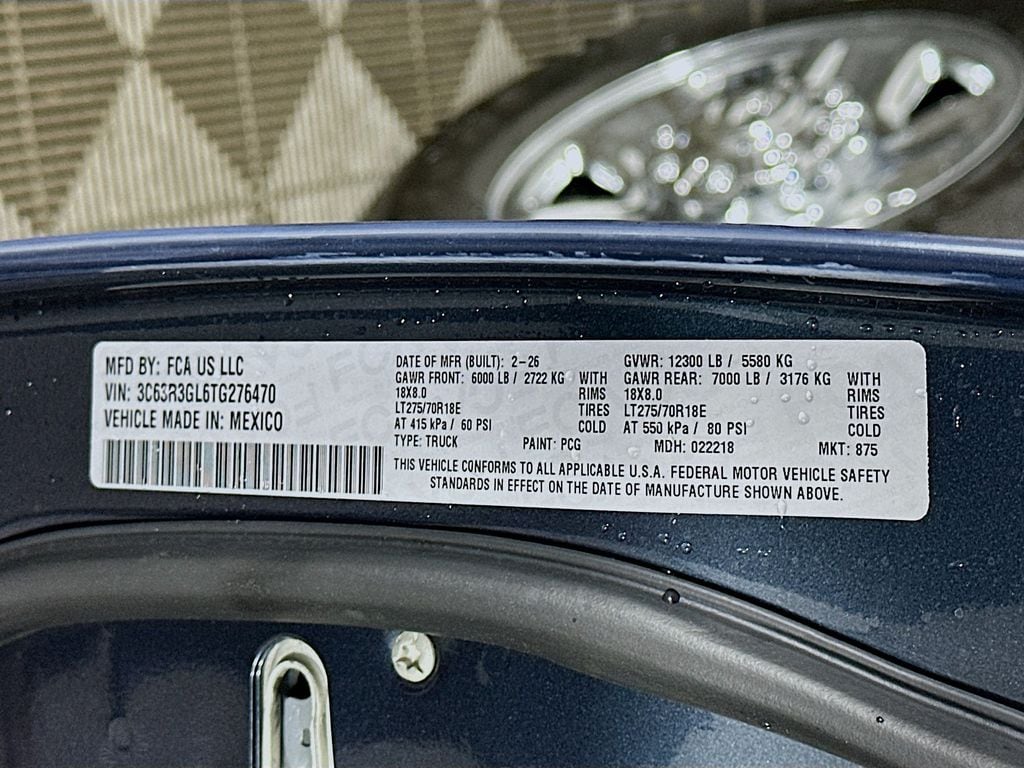 MFD BY: FCA US LLC
VIN: 3C63R3GL6TG276470
VEHICLE MADE IN: MEXICO
DATE OF MFR (BUILT): 2-26
GAWR FRONT: 6000 LB / 2722 KG WITH
18X8.0 RIMS
LT275/70R18E TIRES
AT 415 kPa / 60 PSI COLD
TYPE: TRUCK PAINT: PCG
GVWR: 12300 LB / 5580 KG
GAWR REAR: 7000 LB / 3176 KG WITH
18X8.0 RIMS
LT275/70R18E TIRES
AT 550 kPa / 80 PSI COLD
MDH: 022218 MKT: 875
THIS VEHICLE CONFORMS TO ALL APPLICABLE U.S.A. FEDERAL MOTOR VEHICLE SAFETY
STANDARDS IN EFFECT ON THE DATE OF MANUFACTURE SHOWN ABOVE.